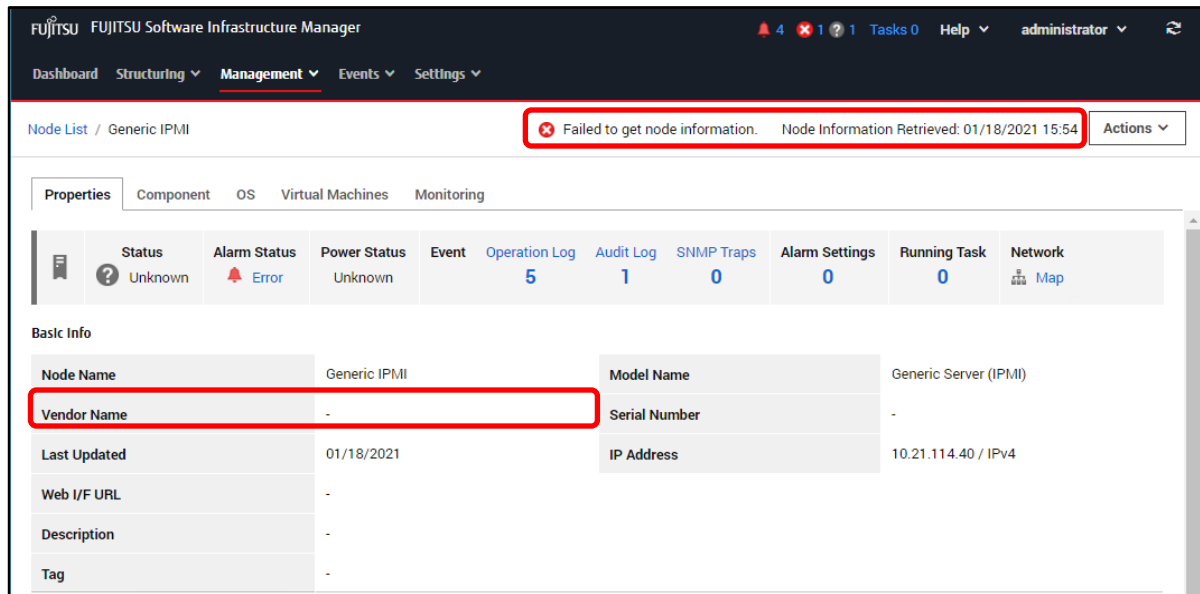 FUJITSU FUJITSU Software Infrastructure Manager
4 1 1 Tasks 0 Help administrator
Dashboard Structuring Management Events Settings
Node List / Generic IPMI
Failed to get node information. Node Information Retrieved: 01/18/2021 15:54 Actions
Properties Component OS Virtual Machines Monitoring
Status Alarm Status Power Status Event Operation Log Audit Log SNMP Traps Alarm Settings Running Task Network
Unknown Error Unknown 5 1 0 0 0 Map
Basic Info
Node Name Generic IPMI Model Name Generic Server (IPMI)
Vendor Name - Serial Number -
Last Updated 01/18/2021 IP Address 10.21.114.40 / IPv4
Web I/F URL -
Description -
Tag -